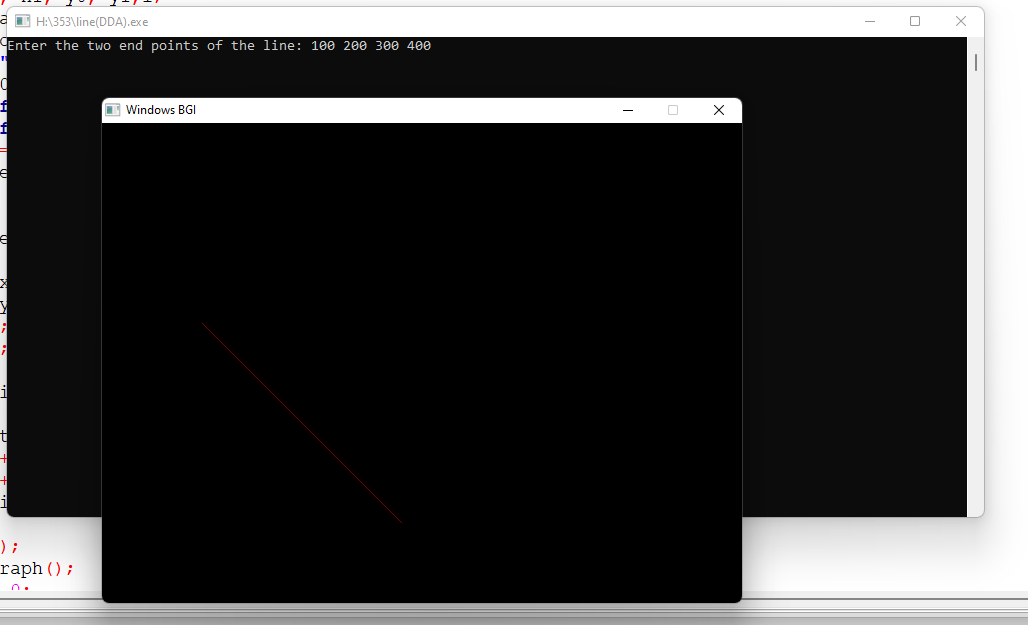 H:\353\line(DDA).exe
Enter the two end points of the line: 100 200 300 400
Windows BGI
);
raph();